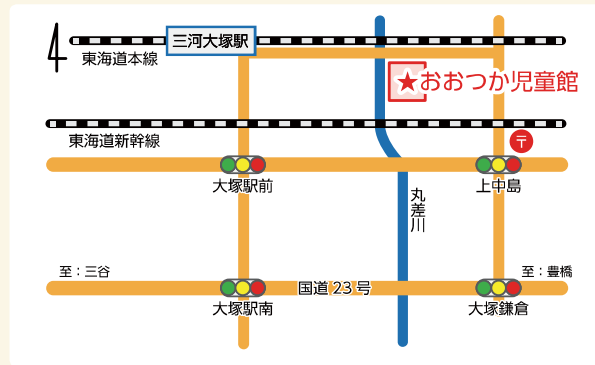 三河大塚駅
東海道本線
おおつか児童館
東海道新幹線
〒
大塚駅前
上中島
丸差川
至：三谷
至：豊橋
国道23号
大塚駅南
大塚鎌倉